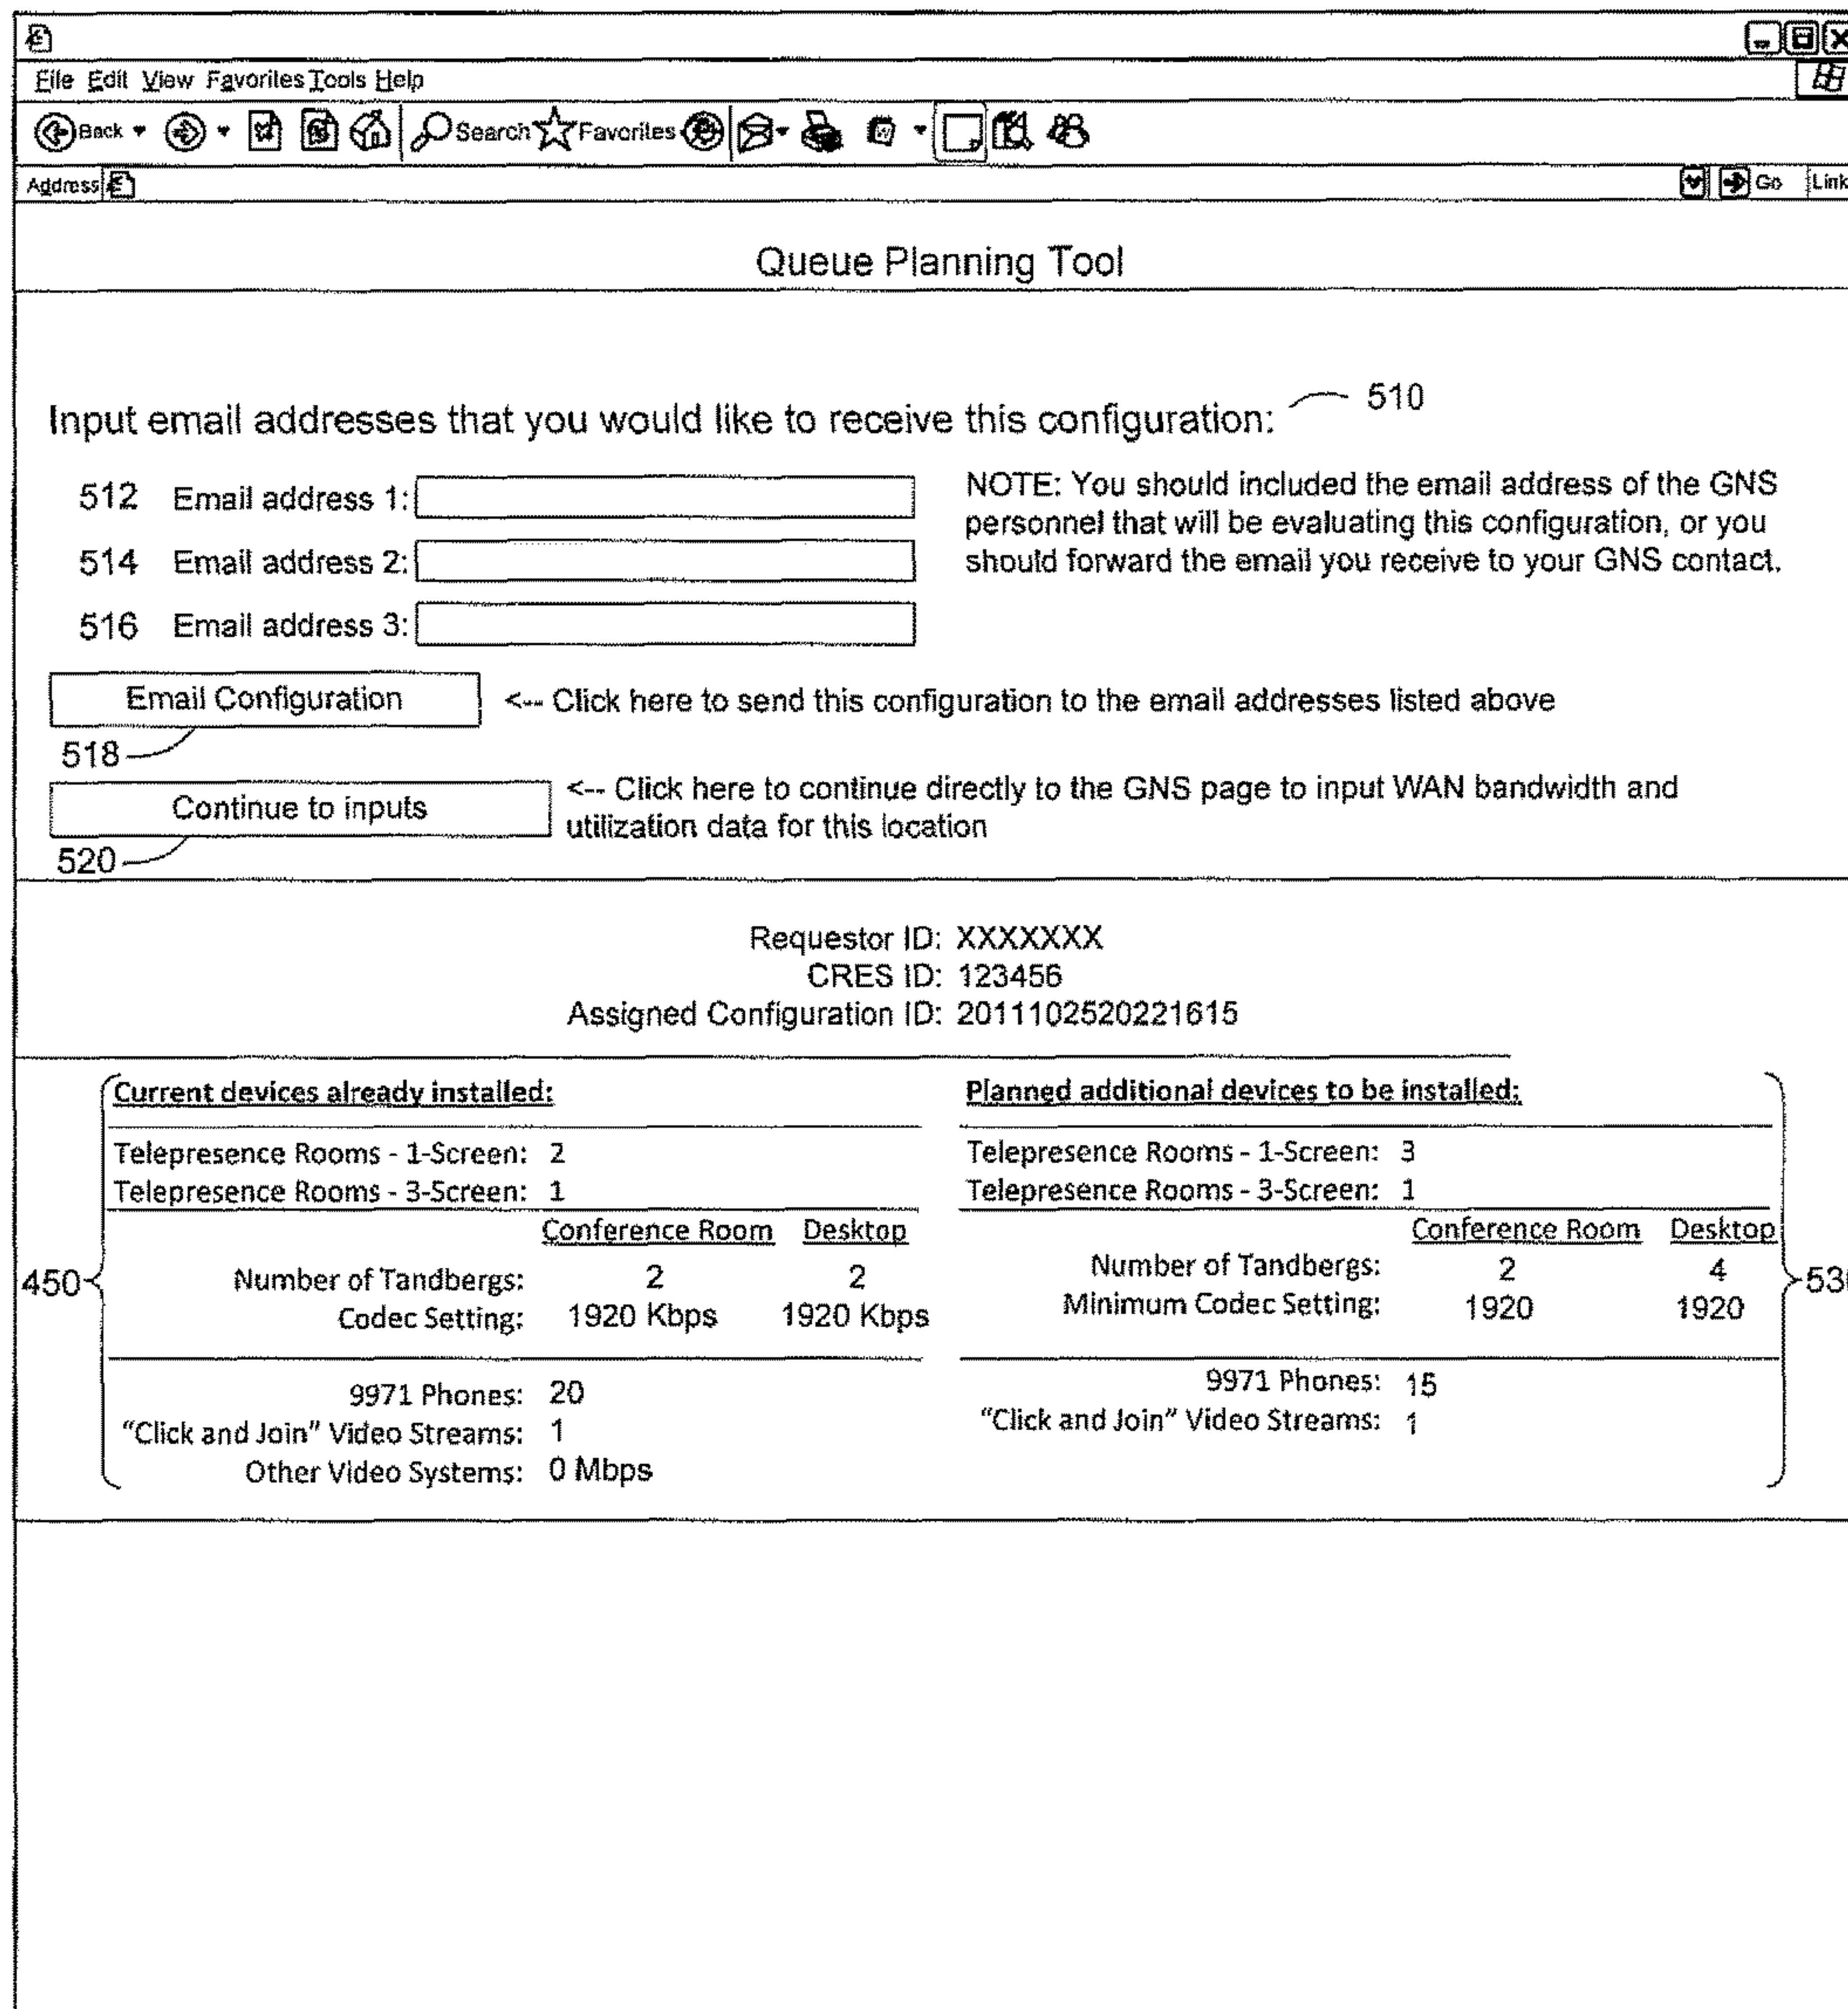 File Edit View Favorites Tools Help
Back Search Favorites
Address Go Link
Queue Planning Tool
Input email addresses that you would like to receive this configuration: 510
512 Email address 1:
514 Email address 2:
516 Email address 3:
NOTE: You should included the email address of the GNS
personnel that will be evaluating this configuration, or you
should forward the email you receive to your GNS contact.
Email Configuration <-- Click here to send this configuration to the email addresses listed above
518
Continue to inputs <-- Click here to continue directly to the GNS page to input WAN bandwidth and
utilization data for this location
520
Requestor ID: XXXXXXX
CRES ID: 123456
Assigned Configuration ID: 2011102520221615
450
Current devices already installed:
Telepresence Rooms - 1-Screen: 2
Telepresence Rooms - 3-Screen: 1
Conference Room Desktop
Number of Tandbergs: 2 2
Codec Setting: 1920 Kbps 1920 Kbps
9971 Phones: 20
"Click and Join" Video Streams: 1
Other Video Systems: 0 Mbps
Planned additional devices to be installed:
Telepresence Rooms - 1-Screen: 3
Telepresence Rooms - 3-Screen: 1
Conference Room Desktop
Number of Tandbergs: 2 4
Minimum Codec Setting: 1920 1920
9971 Phones: 15
"Click and Join" Video Streams: 1